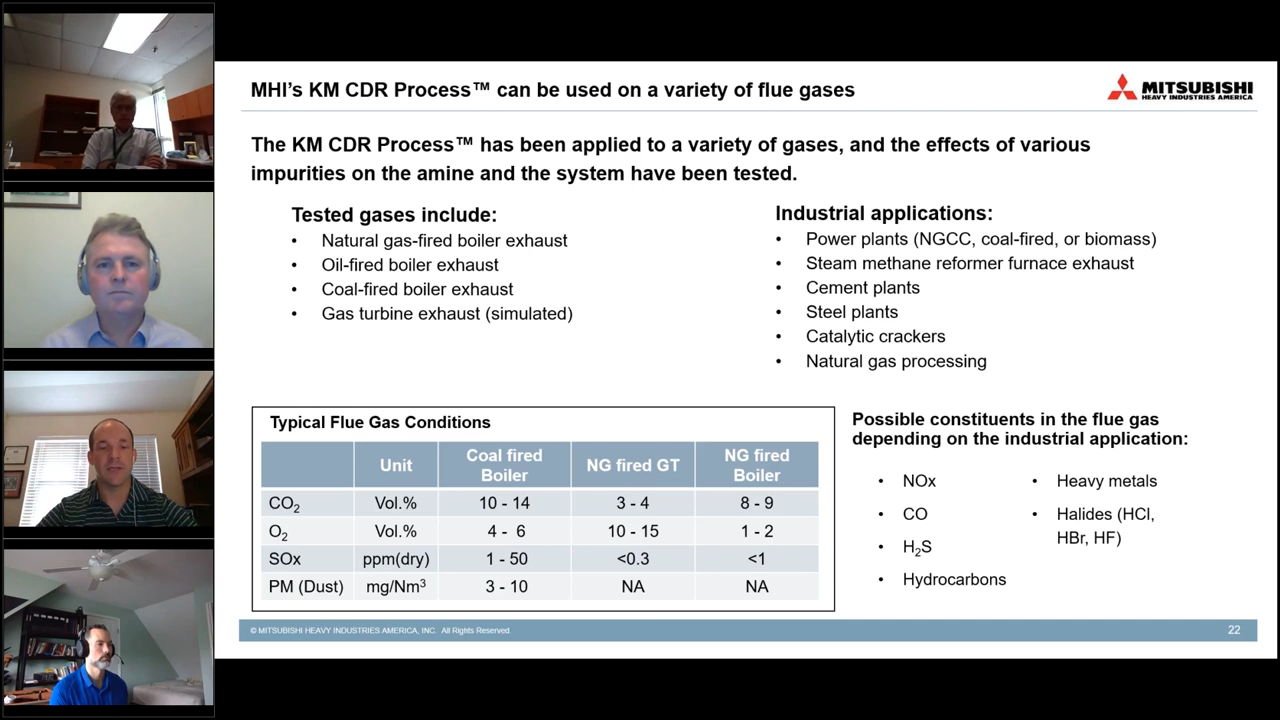 MHI's KM CDR Process™ can be used on a variety of flue gases
MITSUBISHI
HEAVY INDUSTRIES AMERICA
The KM CDR Process™ has been applied to a variety of gases, and the effects of various
impurities on the amine and the system have been tested.
Tested gases include:
• Natural gas-fired boiler exhaust
• Oil-fired boiler exhaust
• Coal-fired boiler exhaust
• Gas turbine exhaust (simulated)
Industrial applications:
• Power plants (NGCC, coal-fired, or biomass)
• Steam methane reformer furnace exhaust
• Cement plants
• Steel plants
• Catalytic crackers
• Natural gas processing
Typical Flue Gas Conditions
Unit Coal fired Boiler NG fired GT NG fired Boiler
CO₂ Vol.% 10 - 14 3 - 4 8 - 9
O₂ Vol.% 4 - 6 10 - 15 1 - 2
SOx ppm(dry) 1 - 50 <0.3 <1
PM (Dust) mg/Nm³ 3 - 10 NA NA
Possible constituents in the flue gas
depending on the industrial application:
• NOx
• CO
• H₂S
• Hydrocarbons
• Heavy metals
• Halides (HCl,
HBr, HF)
© MITSUBISHI HEAVY INDUSTRIES AMERICA, INC. All Rights Reserved
22